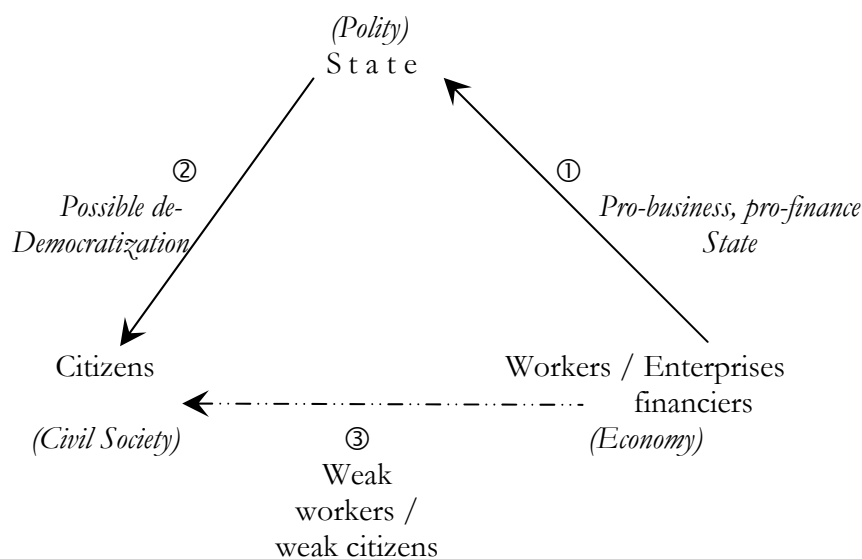 (Polity)
S t a t e
②
①
Possible de-
Democratization
Pro-business, pro-finance
State
Citizens
Workers / Enterprises
financiers
(Civil Society)
(Economy)
③
Weak
workers /
weak citizens